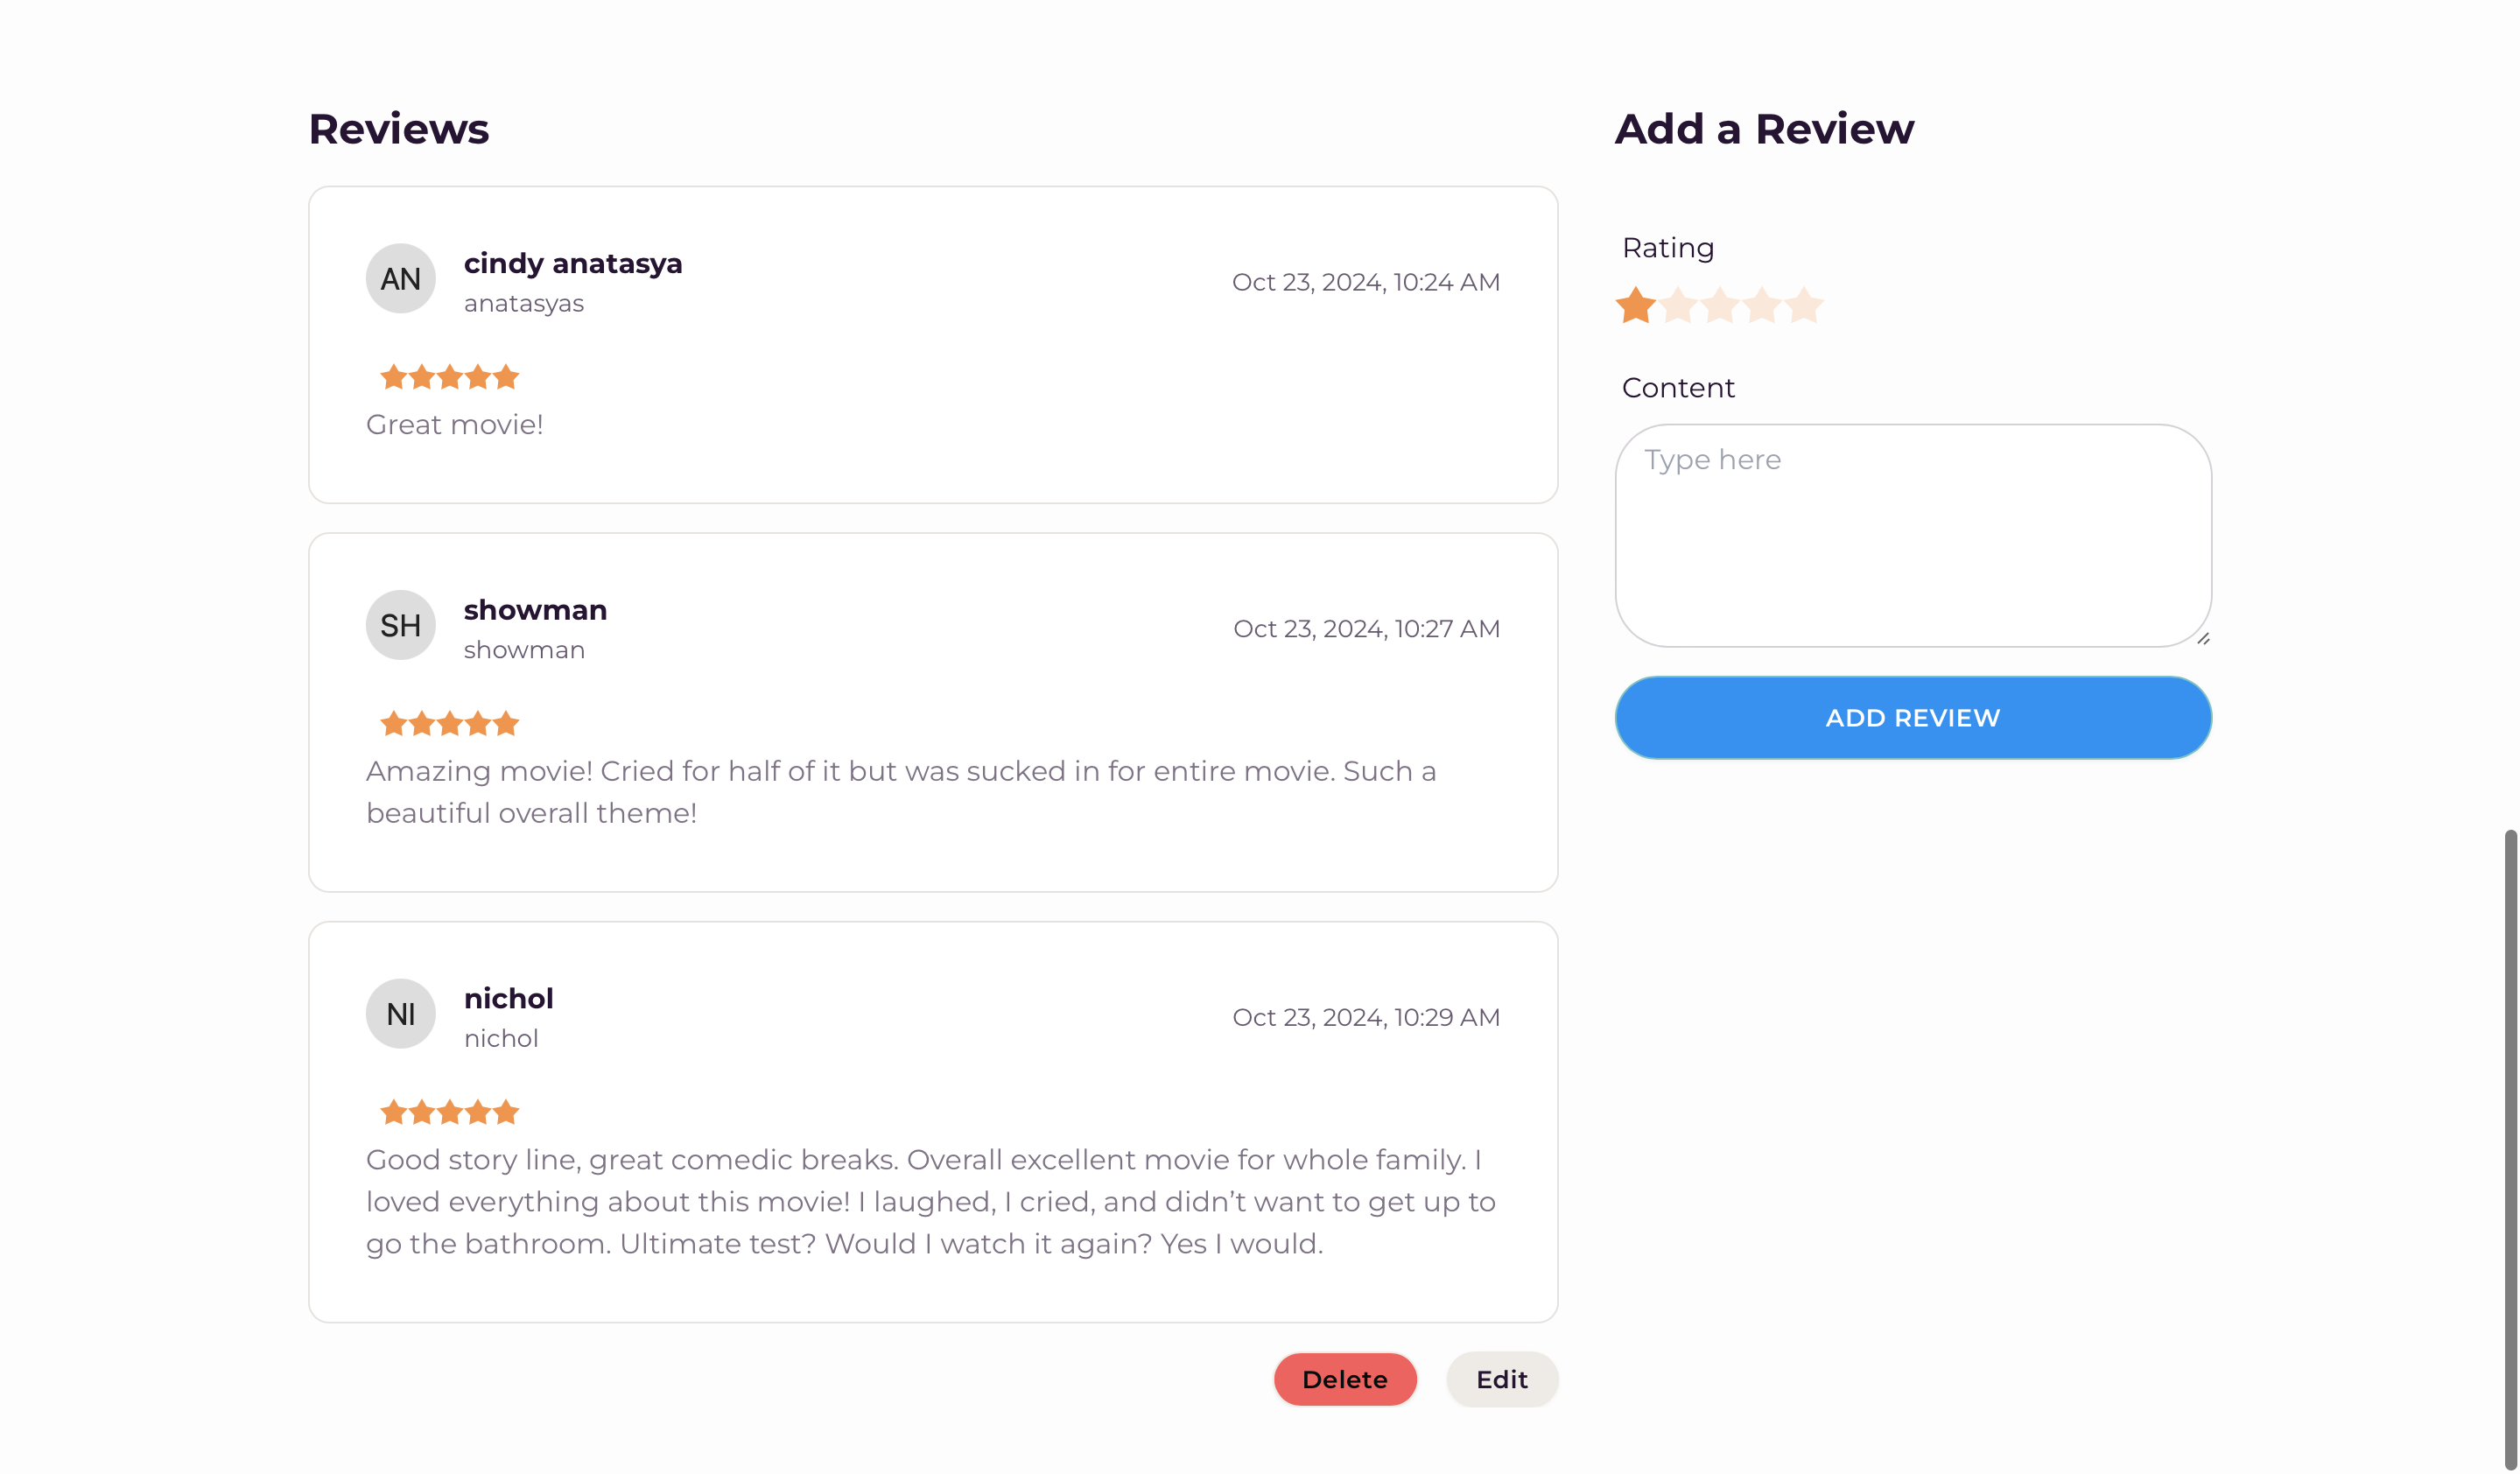 Reviews
AN
cindy anatasya
anatasyas
Oct 23, 2024, 10:24 AM
Great movie!
SH
showman
showman
Oct 23, 2024, 10:27 AM
Amazing movie! Cried for half of it but was sucked in for entire movie. Such a
beautiful overall theme!
NI
nichol
nichol
Oct 23, 2024, 10:29 AM
Good story line, great comedic breaks. Overall excellent movie for whole family. I
loved everything about this movie! I laughed, I cried, and didn’t want to get up to
go the bathroom. Ultimate test? Would I watch it again? Yes I would.
Delete
Edit
Add a Review
Rating
Content
Type here
ADD REVIEW